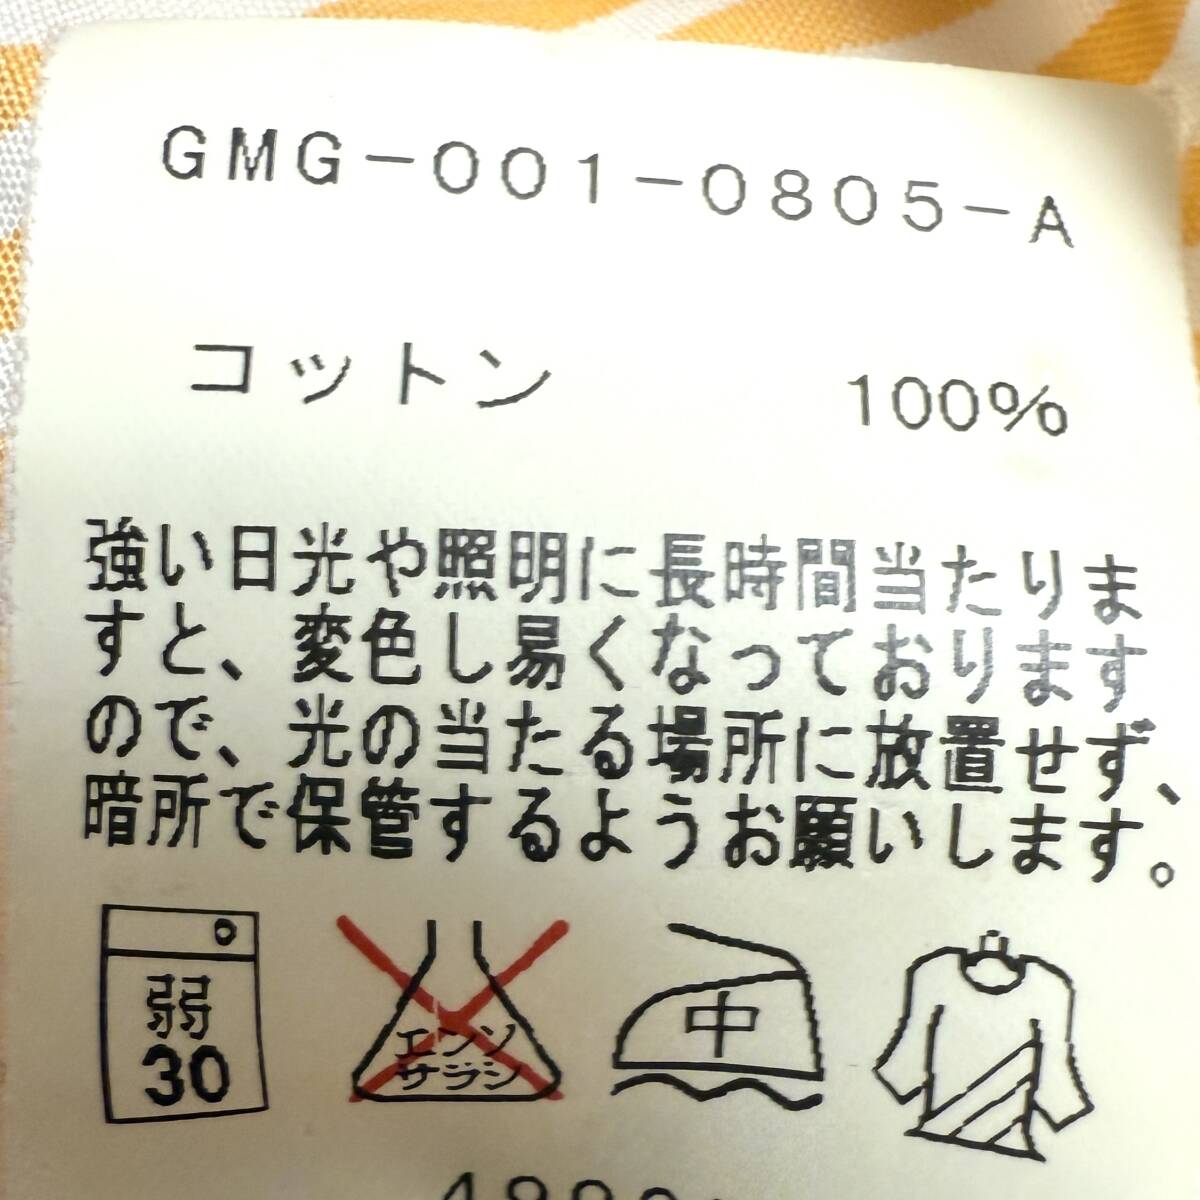 GMG-001-0805-A
コットン 100%
強い日光や照明に長時間当たりま
すと、変色し易くなっております
ので、光の当たる場所に放置せず、
暗所で保管するようお願いします。
弱
30
エンソ
サラシ
中